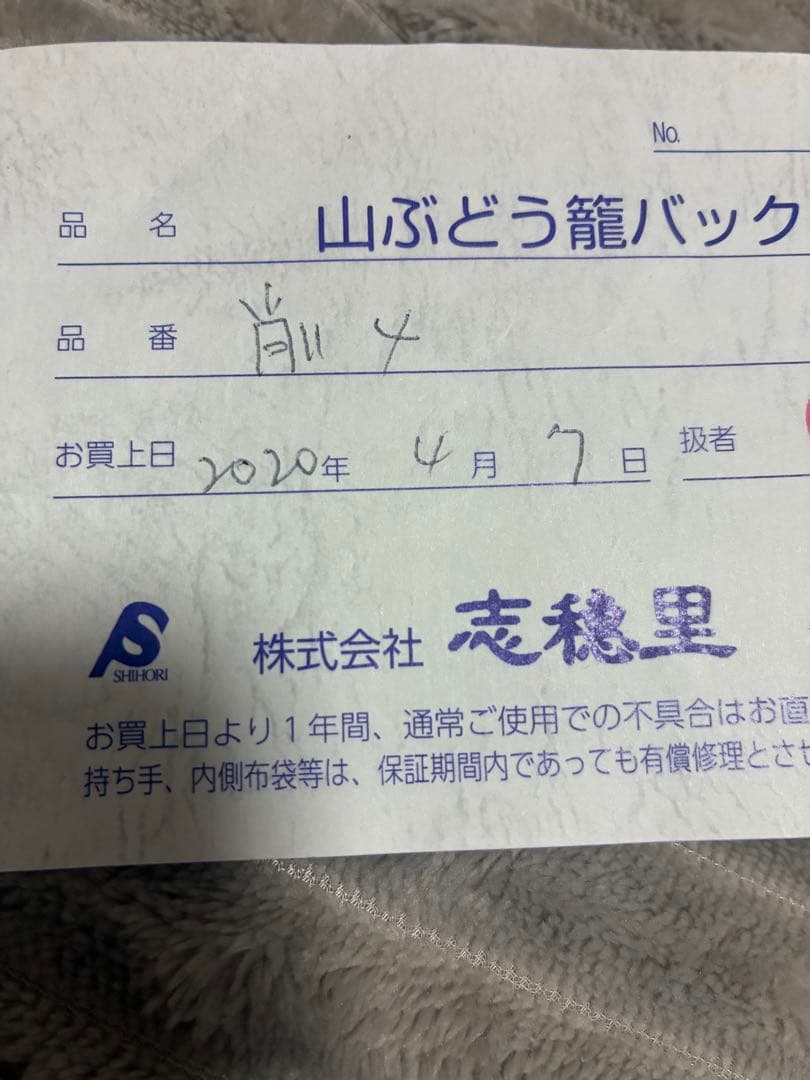 No.
品 名 山ぶどう籠バック
品 番 削 4
お買上日 2020年 4月 7日 扱者
SHIHORI
株式会社 志穂里
お買上日より1年間、通常ご使用での不具合はお直
持ち手、内側布袋等は、保証期間内であっても有償修理とさせ